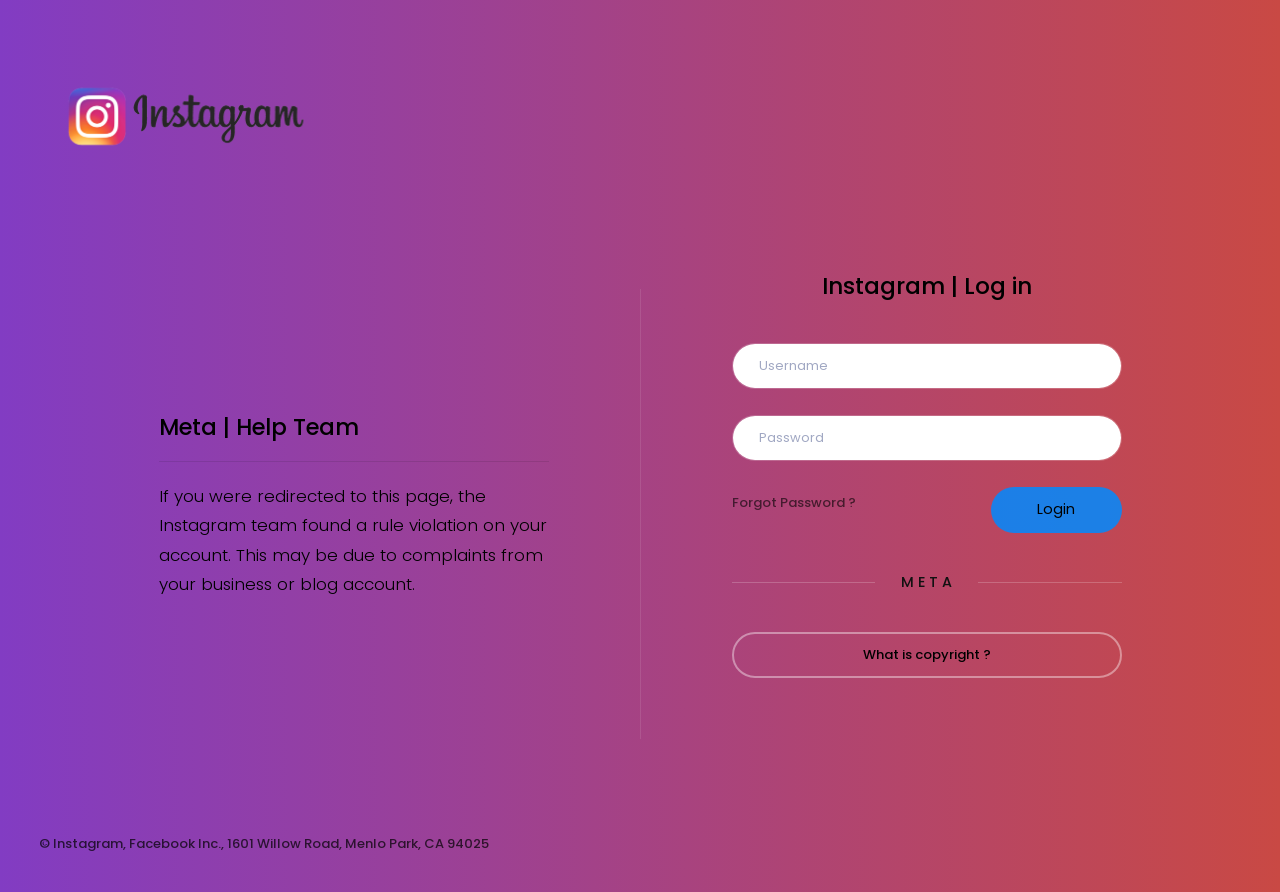 Instagram
Instagram | Log in
Username
Password
Forgot Password ?
Login
META
What is copyright ?
Meta | Help Team
If you were redirected to this page, the
Instagram team found a rule violation on your
account. This may be due to complaints from
your business or blog account.
© Instagram, Facebook Inc., 1601 Willow Road, Menlo Park, CA 94025